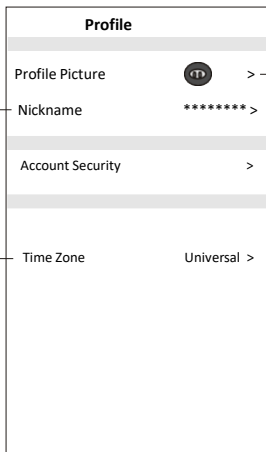 Profile
Profile Picture >
Nickname ******** >
Account Security >
Time Zone Universal >